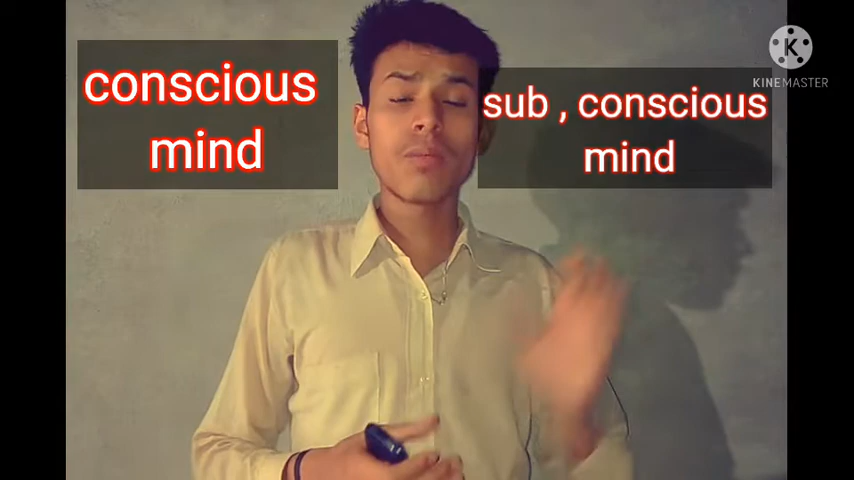 conscious
mind
sub , conscious
mind
KINEMASTER